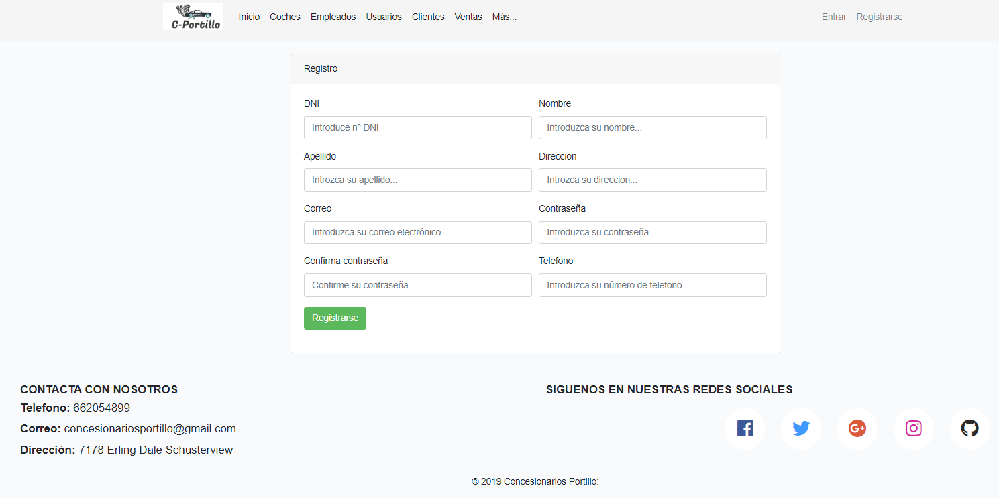 C-Portillo Inicio Coches Empleados Usuarios Clientes Ventas Más... Entrar Registrarse
Registro
DNI Nombre
Introduce nº DNI Introduzca su nombre...
Apellido Direccion
Introzca su apellido... Introzca su direccion...
Correo Contraseña
Introduzca su correo electrónico... Introduzca su contraseña...
Confirma contraseña Telefono
Confirme su contraseña... Introduzca su número de telefono...
Registrarse
CONTACTA CON NOSOTROS SIGUENOS EN NUESTRAS REDES SOCIALES
Telefono: 662054899
Correo: concesionariosportillo@gmail.com
G+
Dirección: 7178 Erling Dale Schusterview
© 2019 Concesionarios Portillo: